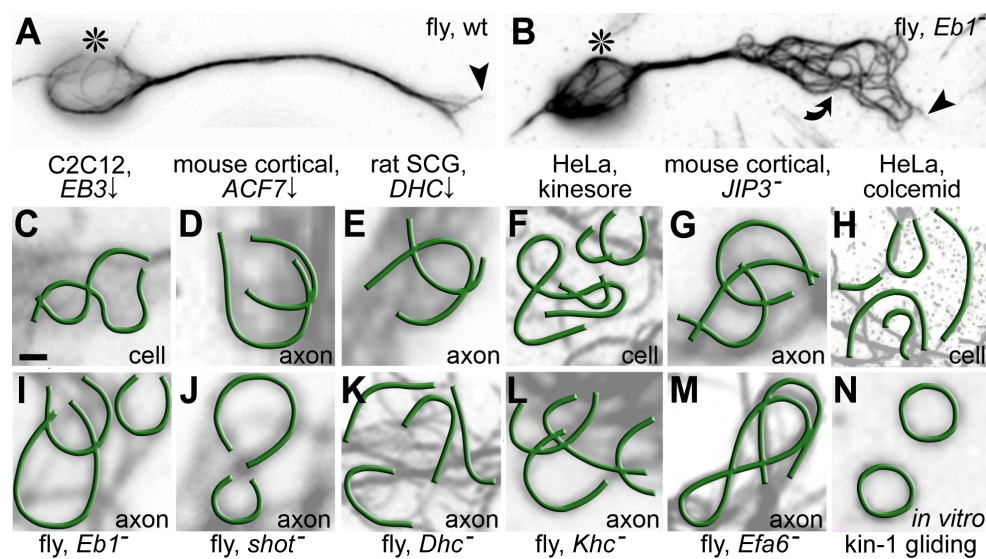 A fly, wt
B fly, Eb1⁻
C2C12, EB3↓
mouse cortical, ACF7↓
rat SCG, DHC↓
HeLa, kinesore
mouse cortical, JIP3⁻
HeLa, colcemid
C cell
D axon
E axon
F cell
G axon
H cell
I axon
J axon
K axon
L axon
M axon
N in vitro
fly, Eb1⁻
fly, shot⁻
fly, Dhc⁻
fly, Khc⁻
fly, Efa6⁻
kin-1 gliding